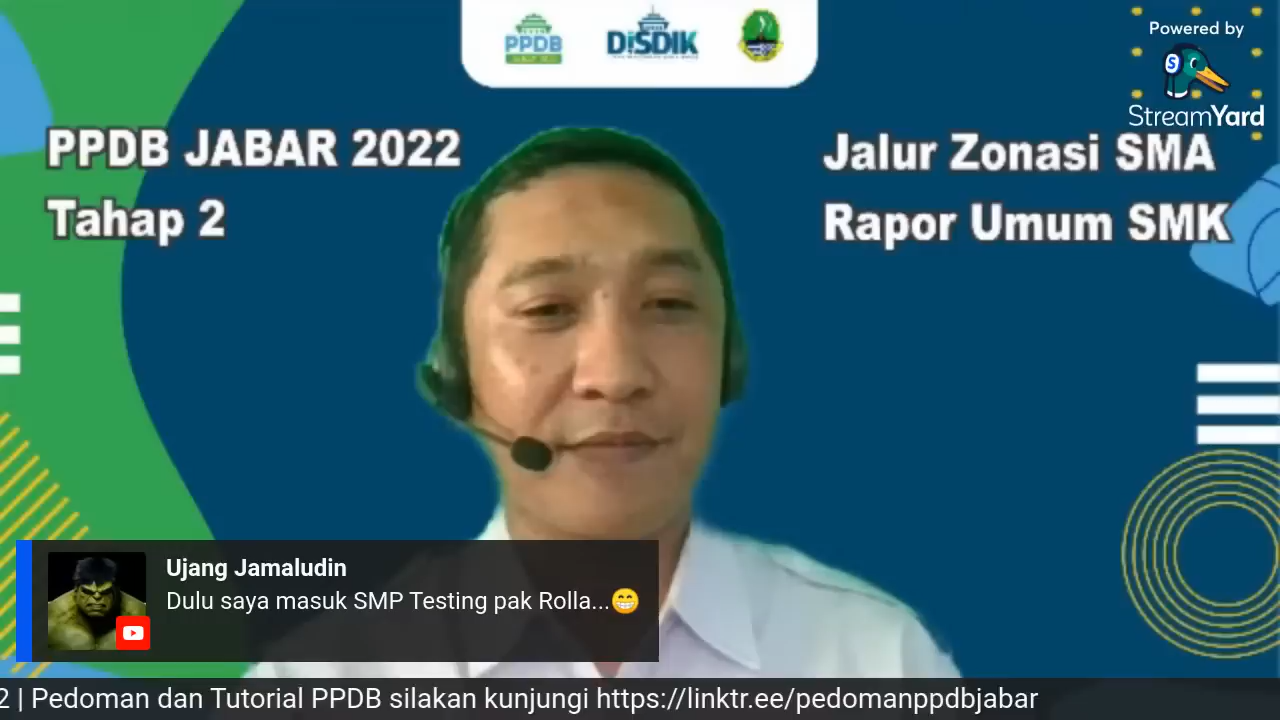 PPDB
DISDIK
Powered by
StreamYard
PPDB JABAR 2022
Tahap 2
Jalur Zonasi SMA
Rapor Umum SMK
Ujang Jamaludin
Dulu saya masuk SMP Testing pak Rolla...😁
2 | Pedoman dan Tutorial PPDB silakan kunjungi https://linktr.ee/pedomanppdbjabar